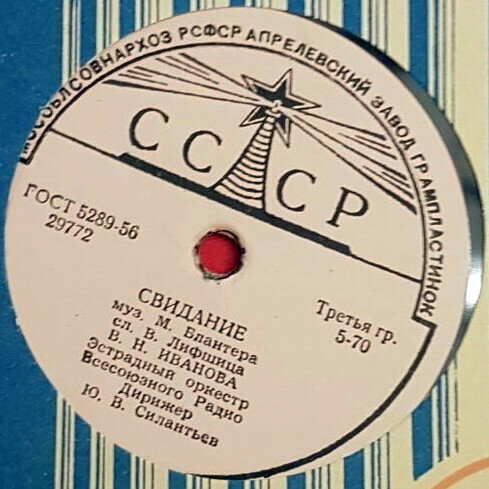 МОСОБЛСОВНАРХОЗ РСФСР АПРЕЛЕВСКИЙ ЗАВОД ГРАМПЛАСТИНОК
СССР
ГОСТ 5289-56
29772
Третья гр.
5-70
СВИДАНИЕ
муз. М. Блантера
сл. В. Лифшица
В. Н. ИВАНОВА
Эстрадный оркестр
Всесоюзного Радио
Дирижер
Ю. В. Силантьев